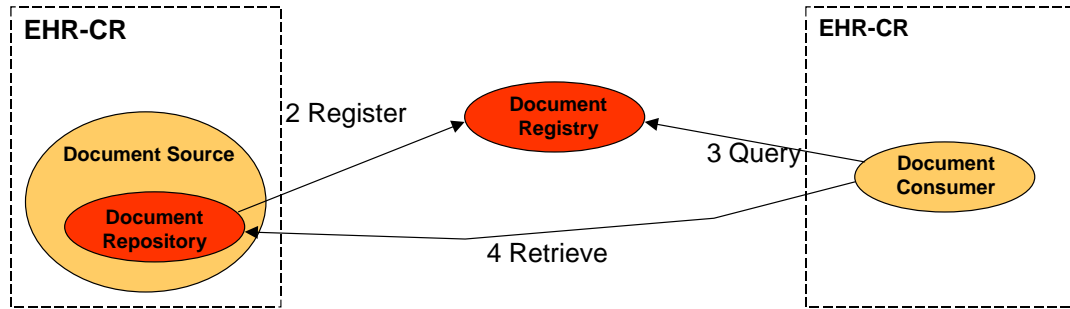 EHR-CR
EHR-CR
2 Register
Document
Registry
Document Source
3 Query
Document
Consumer
Document
Repository
4 Retrieve